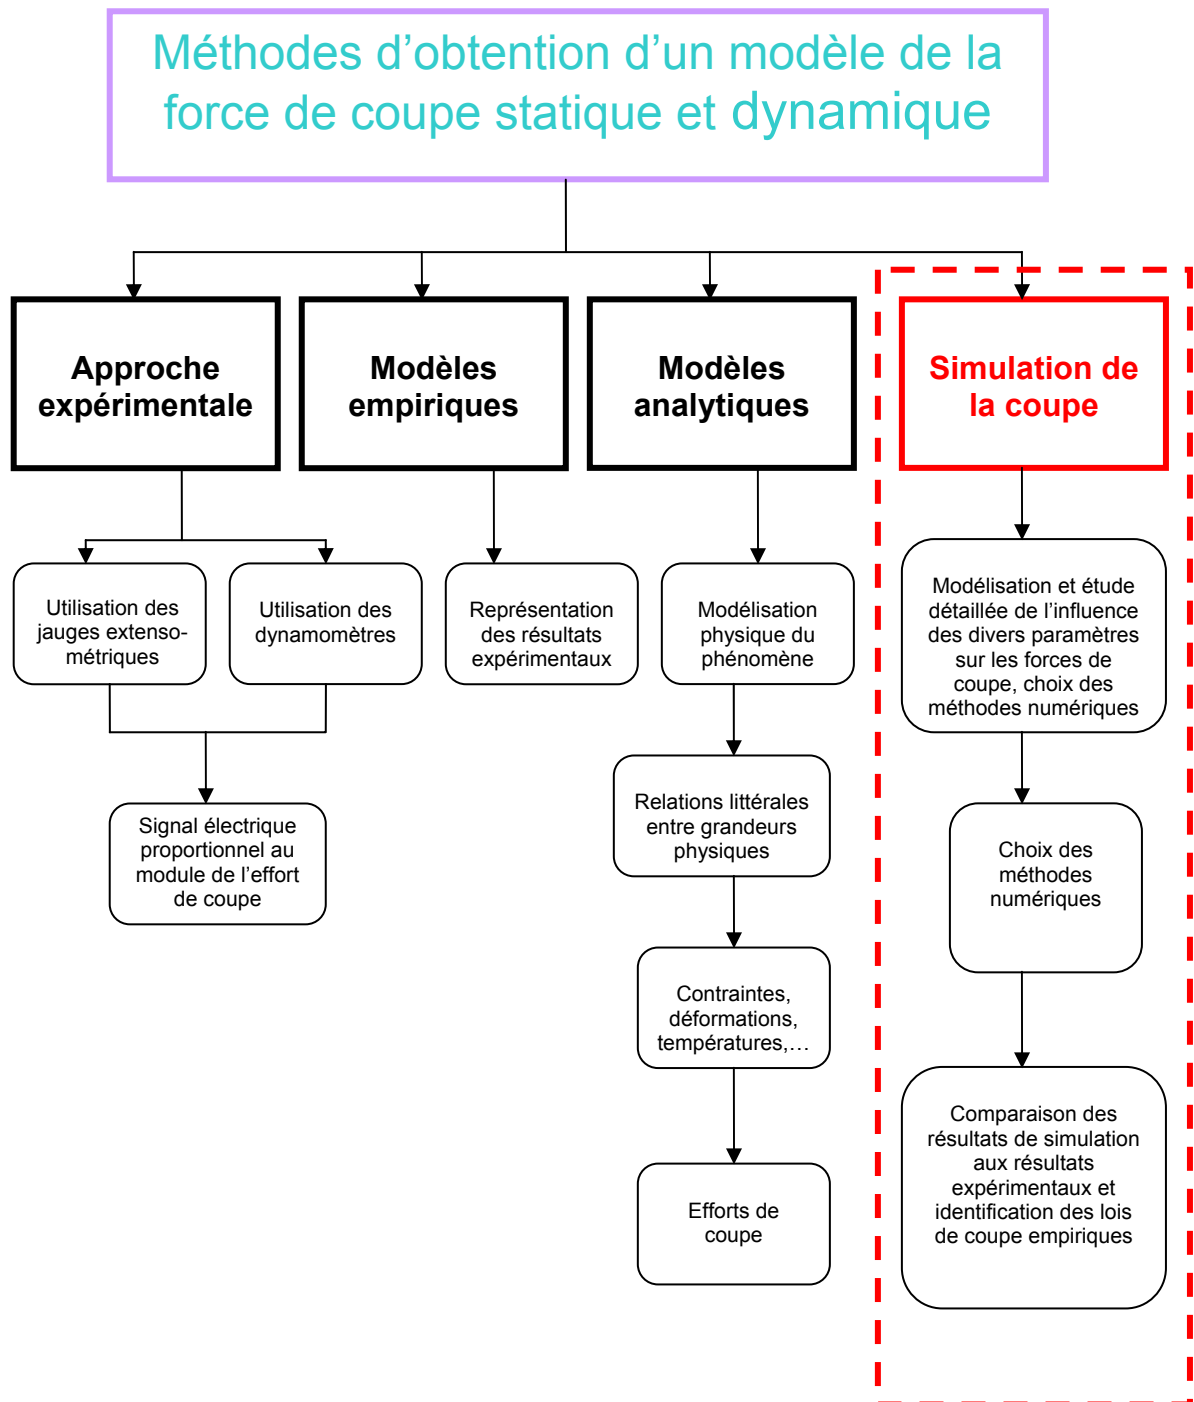 Méthodes d’obtention d’un modèle de la
force de coupe statique et dynamique
Approche
expérimentale
Modèles
empiriques
Modèles
analytiques
Simulation de
la coupe
Utilisation des
jauges extenso-
métriques
Utilisation des
dynamomètres
Signal électrique
proportionnel au
module de l’effort
de coupe
Représentation
des résultats
expérimentaux
Modélisation
physique du
phénomène
Relations littérales
entre grandeurs
physiques
Contraintes,
déformations,
températures,…
Efforts de
coupe
Modélisation et étude
détaillée de l’influence
des divers paramètres
sur les forces de
coupe, choix des
méthodes numériques
Choix des
méthodes
numériques
Comparaison des
résultats de simulation
aux résultats
expérimentaux et
identification des lois
de coupe empiriques